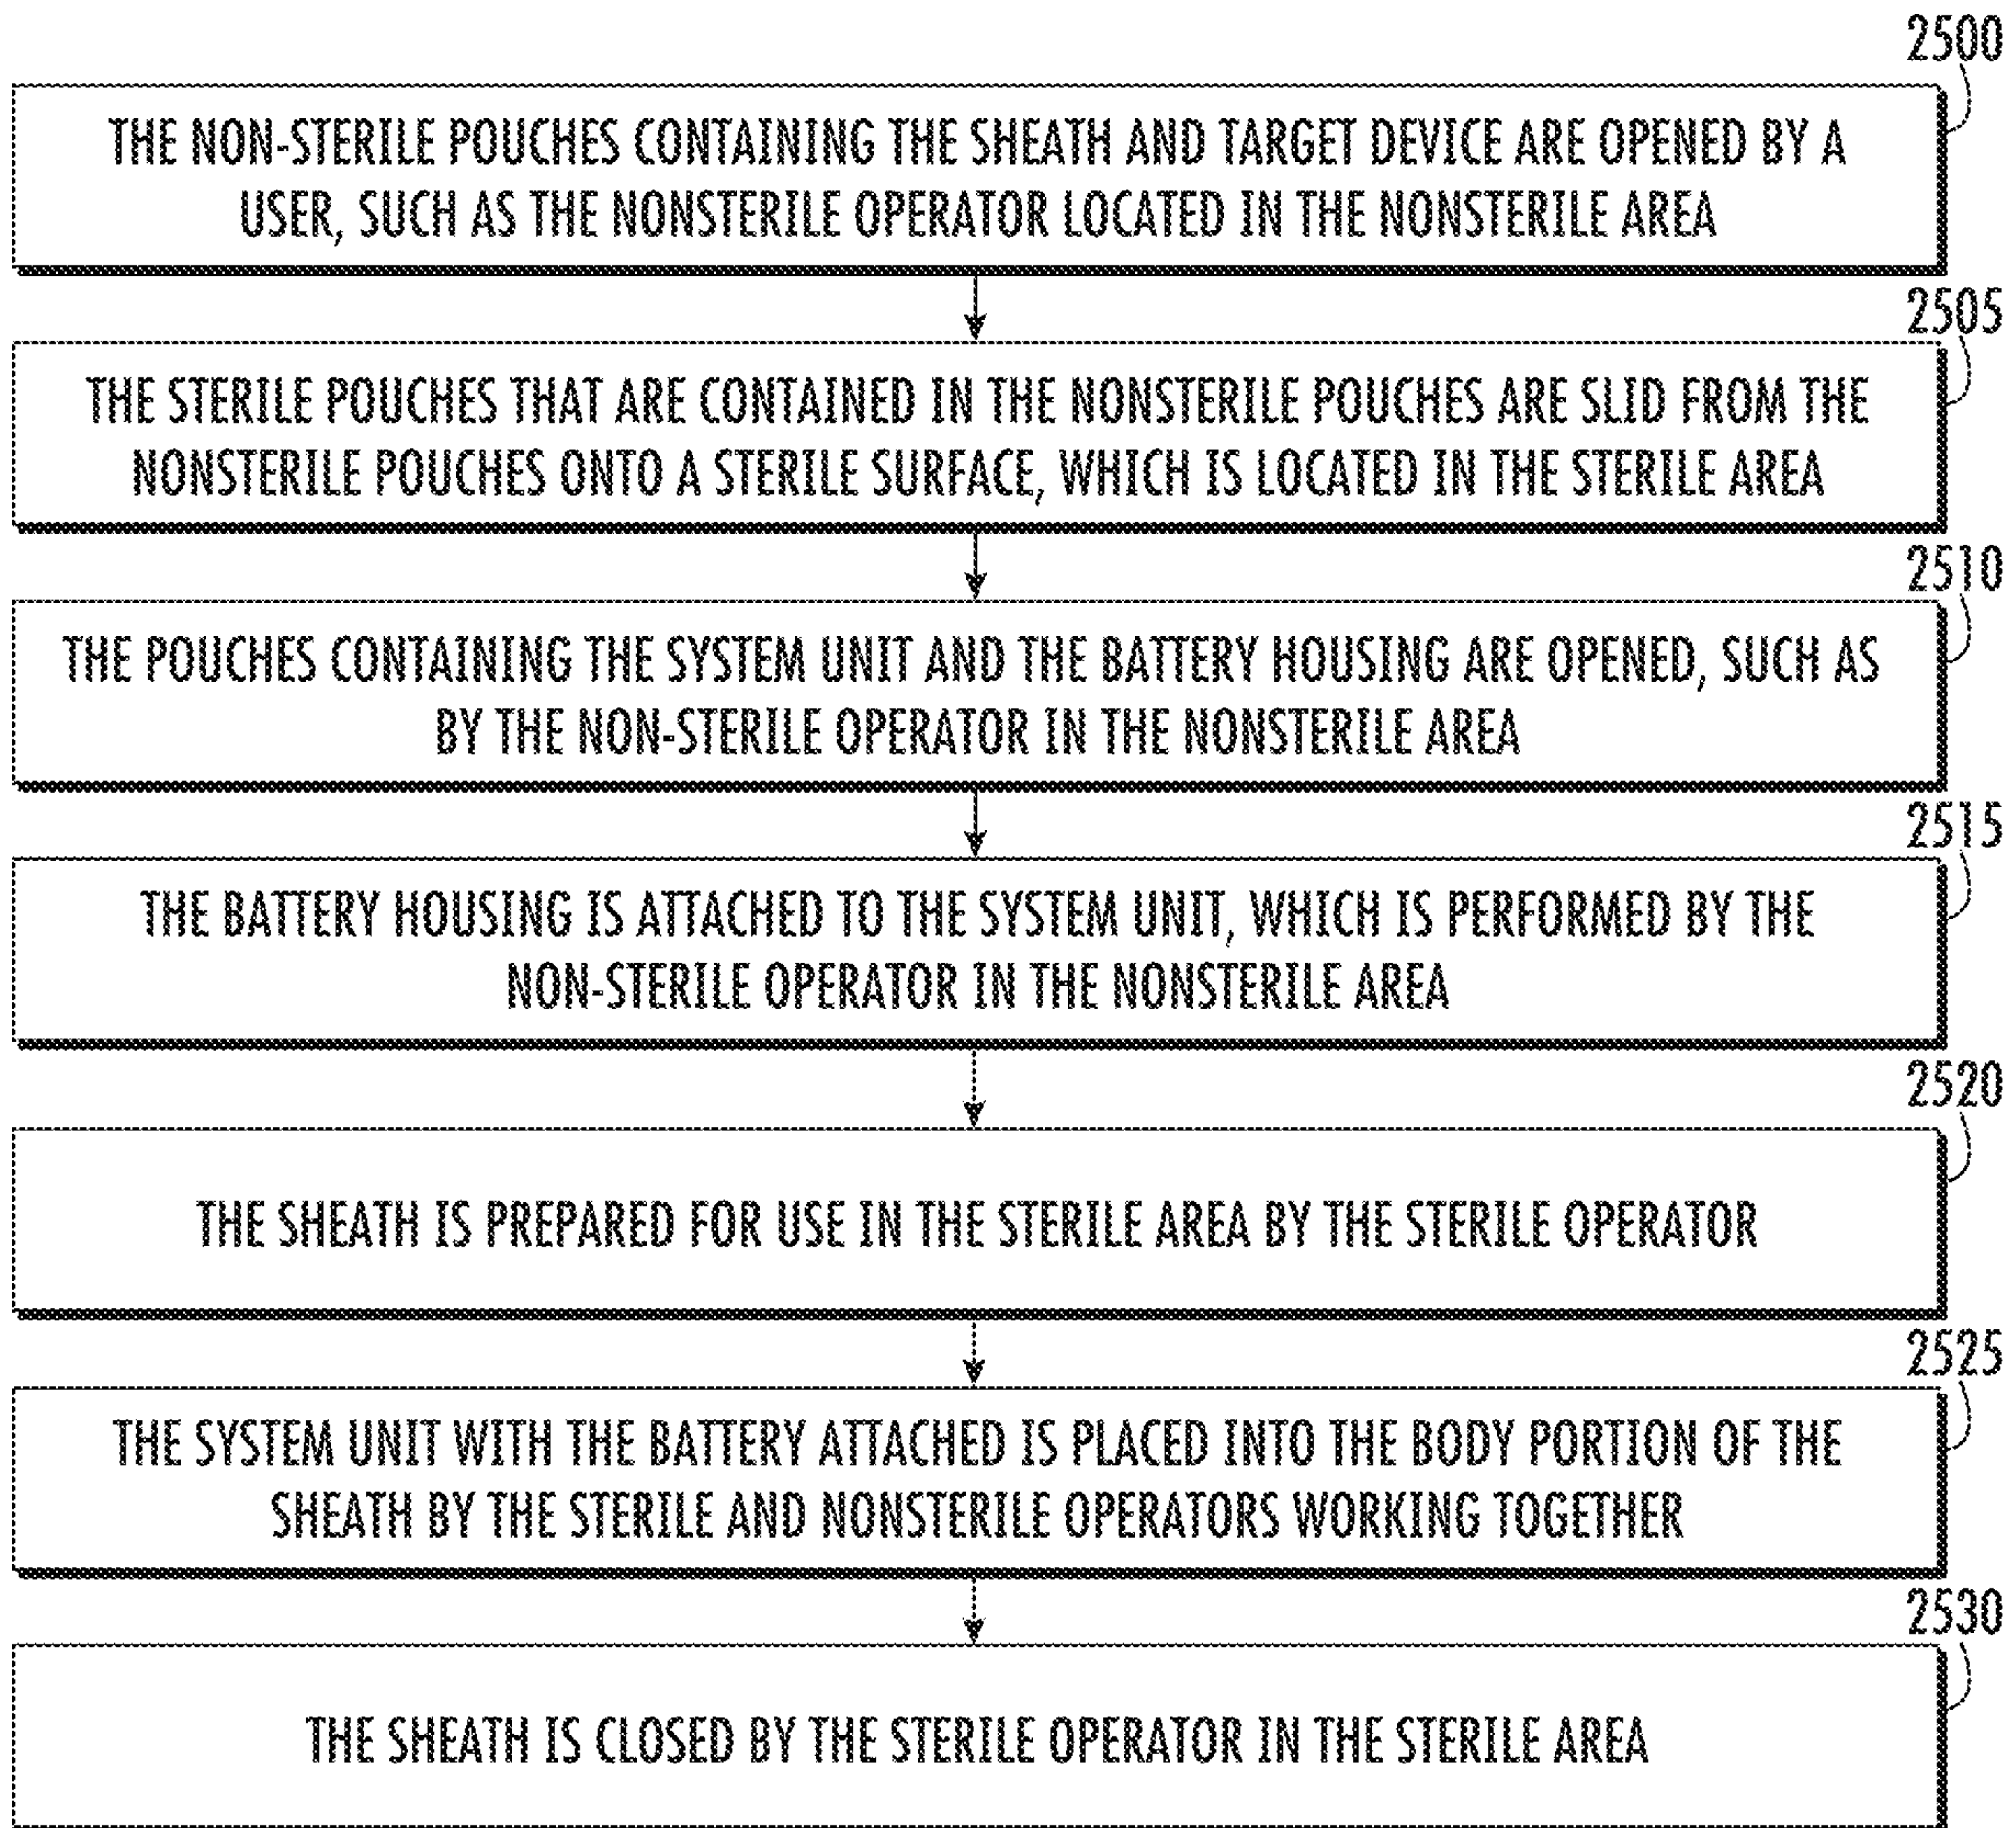 2500
THE NON-STERILE POUCHES CONTAINING THE SHEATH AND TARGET DEVICE ARE OPENED BY A
USER, SUCH AS THE NONSTERILE OPERATOR LOCATED IN THE NONSTERILE AREA
2505
THE STERILE POUCHES THAT ARE CONTAINED IN THE NONSTERILE POUCHES ARE SLID FROM THE
NONSTERILE POUCHES ONTO A STERILE SURFACE, WHICH IS LOCATED IN THE STERILE AREA
2510
THE POUCHES CONTAINING THE SYSTEM UNIT AND THE BATTERY HOUSING ARE OPENED, SUCH AS
BY THE NON-STERILE OPERATOR IN THE NONSTERILE AREA
2515
THE BATTERY HOUSING IS ATTACHED TO THE SYSTEM UNIT, WHICH IS PERFORMED BY THE
NON-STERILE OPERATOR IN THE NONSTERILE AREA
2520
THE SHEATH IS PREPARED FOR USE IN THE STERILE AREA BY THE STERILE OPERATOR
2525
THE SYSTEM UNIT WITH THE BATTERY ATTACHED IS PLACED INTO THE BODY PORTION OF THE
SHEATH BY THE STERILE AND NONSTERILE OPERATORS WORKING TOGETHER
2530
THE SHEATH IS CLOSED BY THE STERILE OPERATOR IN THE STERILE AREA